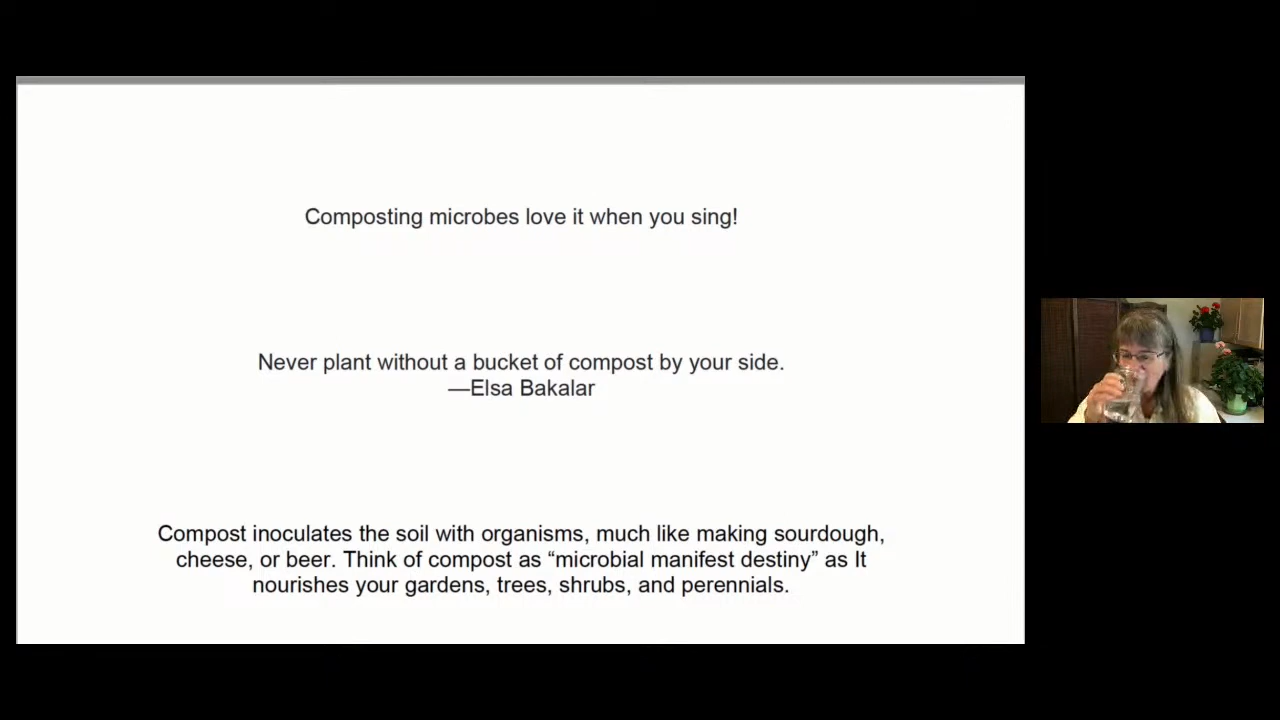 Composting microbes love it when you sing!
Never plant without a bucket of compost by your side.
—Elsa Bakalar
Compost inoculates the soil with organisms, much like making sourdough,
cheese, or beer. Think of compost as “microbial manifest destiny” as It
nourishes your gardens, trees, shrubs, and perennials.